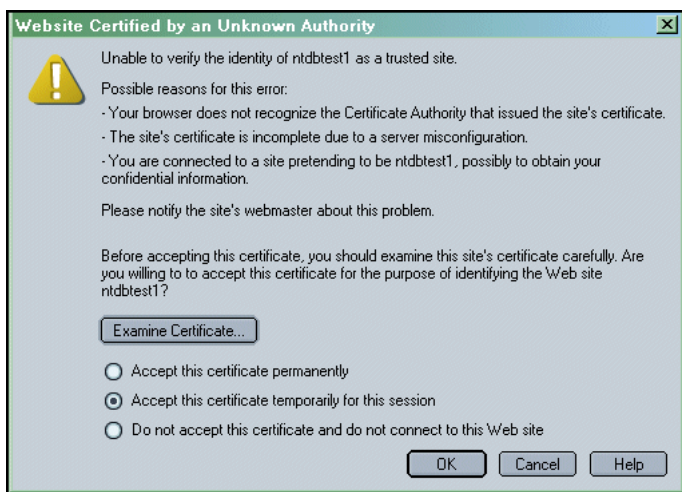 Website Certified by an Unknown Authority
Unable to verify the identity of ntdbtest1 as a trusted site.
Possible reasons for this error:
- Your browser does not recognize the Certificate Authority that issued the site's certificate.
- The site's certificate is incomplete due to a server misconfiguration.
- You are connected to a site pretending to be ntdbtest1, possibly to obtain your
confidential information.
Please notify the site's webmaster about this problem.
Before accepting this certificate, you should examine this site's certificate carefully. Are
you willing to to accept this certificate for the purpose of identifying the Web site
ntdbtest1?
Examine Certificate...
Accept this certificate permanently
Accept this certificate temporarily for this session
Do not accept this certificate and do not connect to this Web site
OK Cancel Help